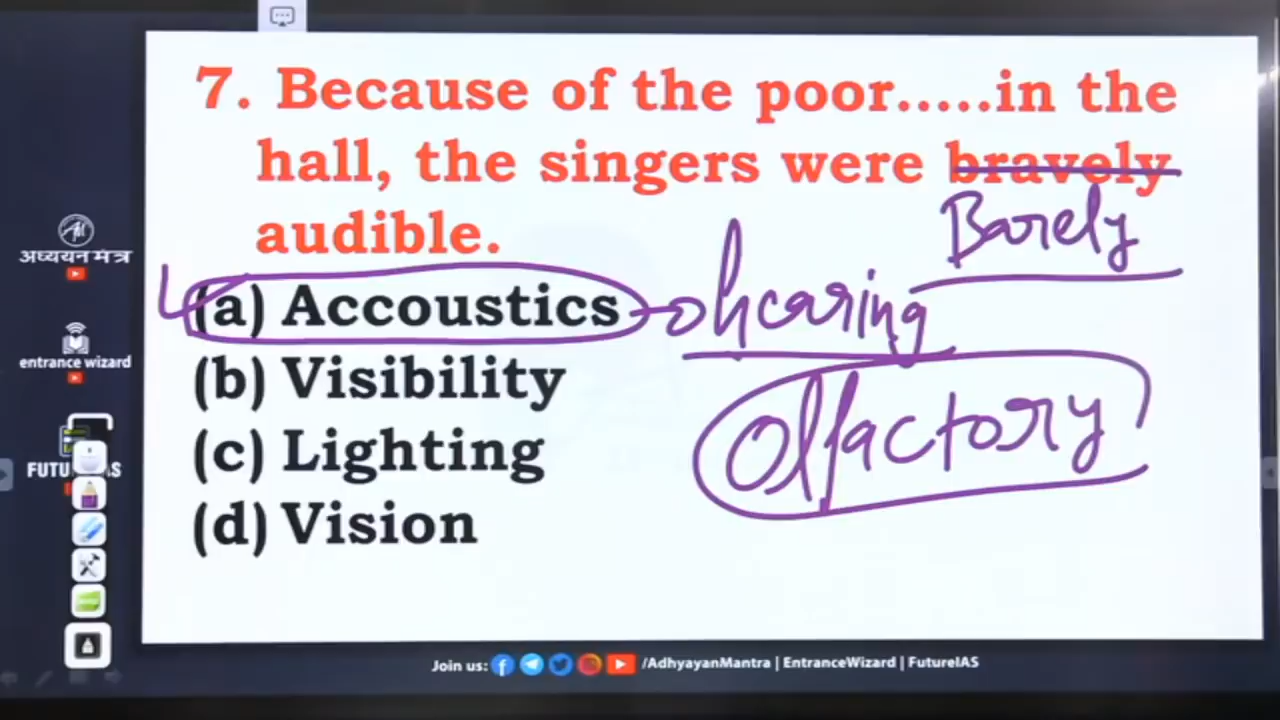 7. Because of the poor.....in the
hall, the singers were bravely
Barely
audible.
(a) Accoustics
hearing
(b) Visibility
Olfactory
(c) Lighting
(d) Vision
अध्ययन मंत्र
entrance wizard
Join us: /AdhyayanMantra | EntranceWizard | FutureIAS